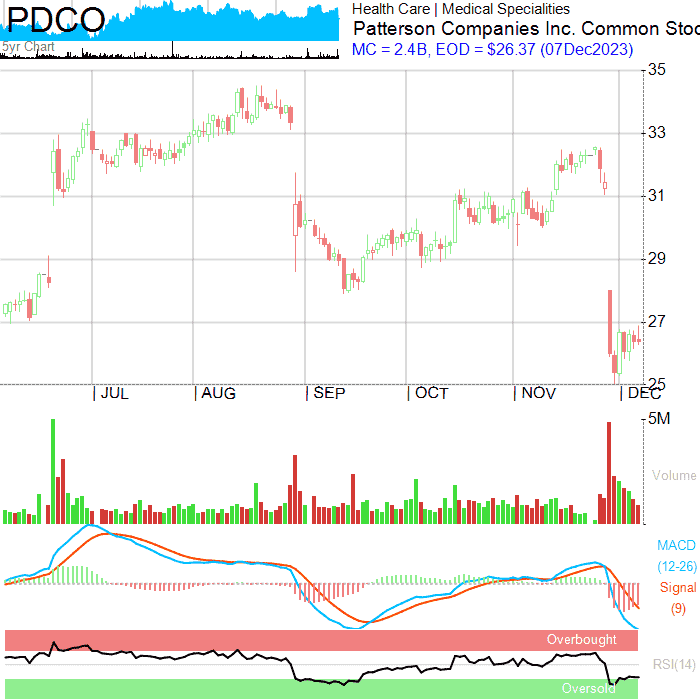 PDCO
5yr Chart
Health Care | Medical Specialities
Patterson Companies Inc. Common Stoc
MC = 2.4B, EOD = $26.37 (07Dec2023)
35
33
31
29
27
25
| JUL | AUG | SEP | OCT | NOV | DEC
5M
Volume
MACD
(12-26)
Signal
(9)
Overbought
RSI(14)
Oversold